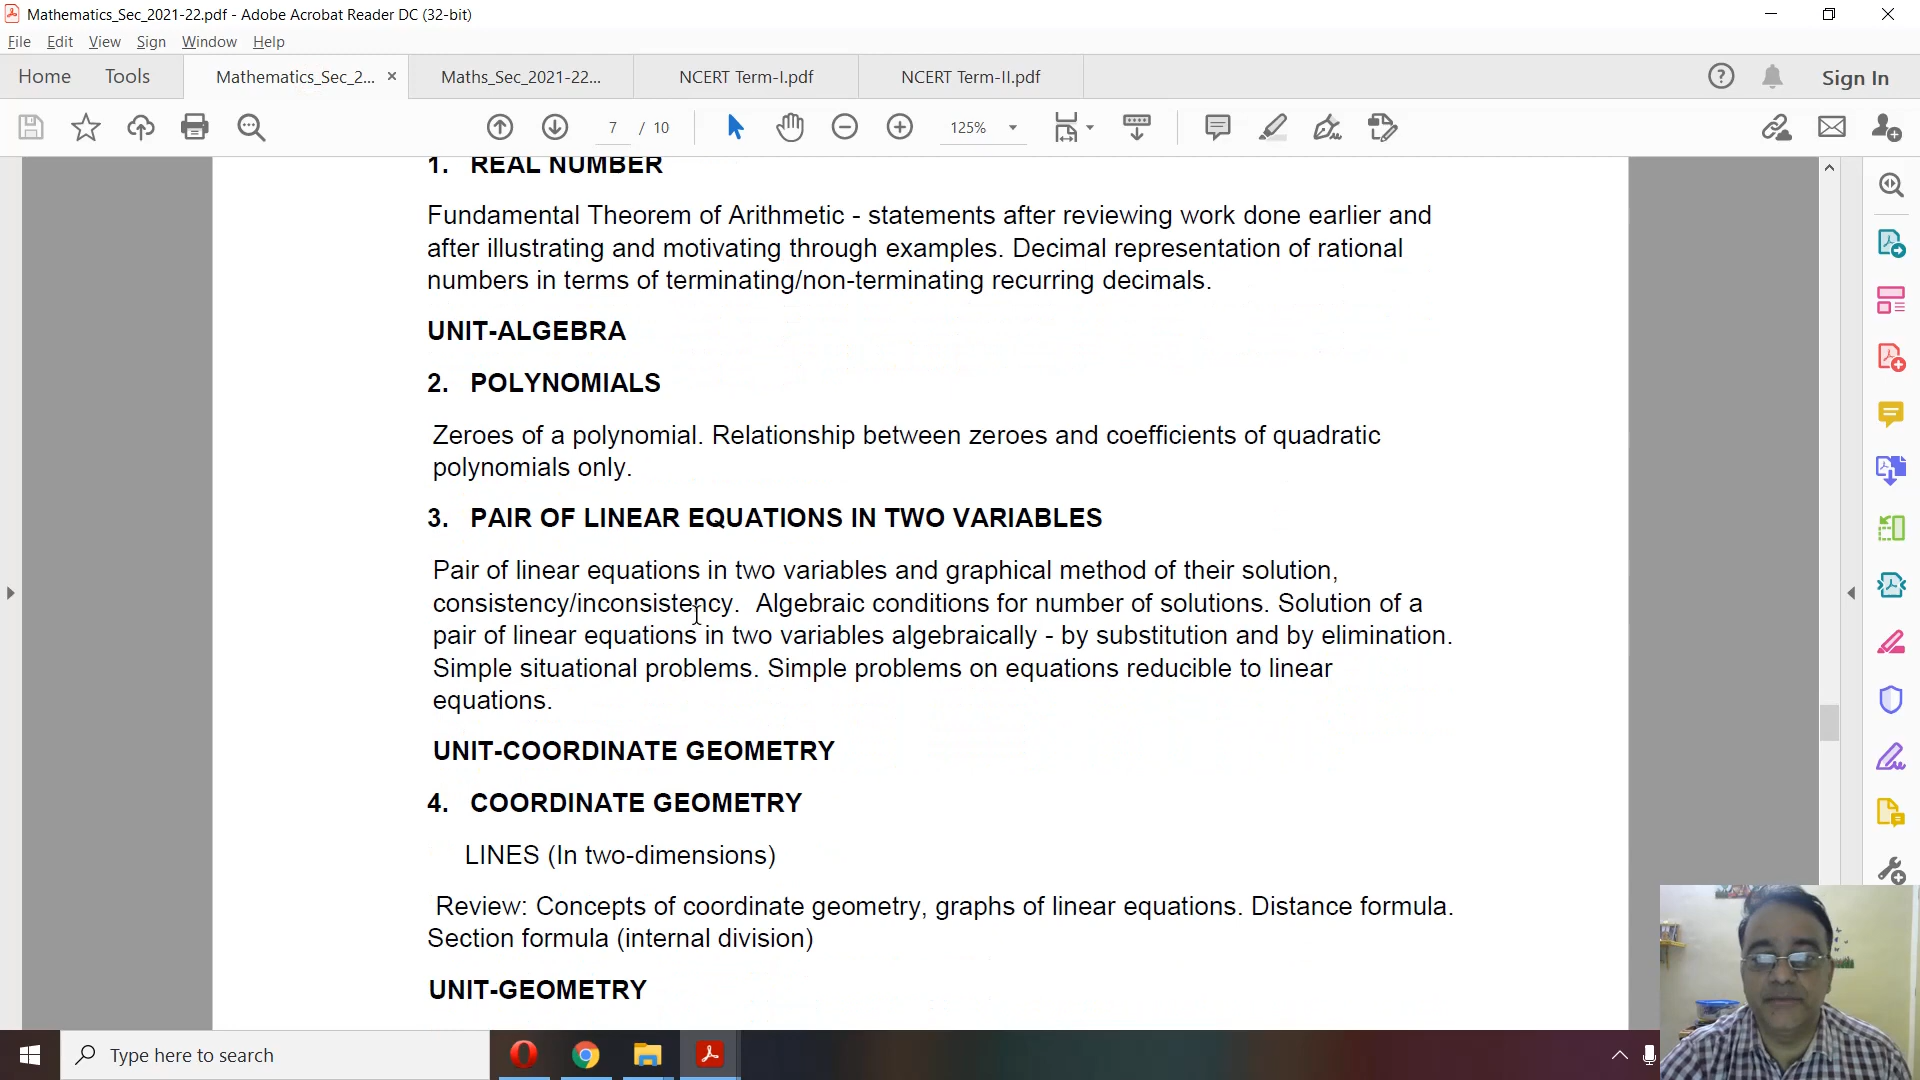 Mathematics_Sec_2021-22.pdf - Adobe Acrobat Reader DC (32-bit)
File Edit View Sign Window Help
Home Tools Mathematics_Sec_2... Maths_Sec_2021-22... NCERT Term-I.pdf NCERT Term-II.pdf Sign In
7 / 10 125%
1. REAL NUMBER
Fundamental Theorem of Arithmetic - statements after reviewing work done earlier and
after illustrating and motivating through examples. Decimal representation of rational
numbers in terms of terminating/non-terminating recurring decimals.
UNIT-ALGEBRA
2. POLYNOMIALS
Zeroes of a polynomial. Relationship between zeroes and coefficients of quadratic
polynomials only.
3. PAIR OF LINEAR EQUATIONS IN TWO VARIABLES
Pair of linear equations in two variables and graphical method of their solution,
consistency/inconsistency. Algebraic conditions for number of solutions. Solution of a
pair of linear equations in two variables algebraically - by substitution and by elimination.
Simple situational problems. Simple problems on equations reducible to linear
equations.
UNIT-COORDINATE GEOMETRY
4. COORDINATE GEOMETRY
LINES (In two-dimensions)
Review: Concepts of coordinate geometry, graphs of linear equations. Distance formula.
Section formula (internal division)
UNIT-GEOMETRY
Type here to search